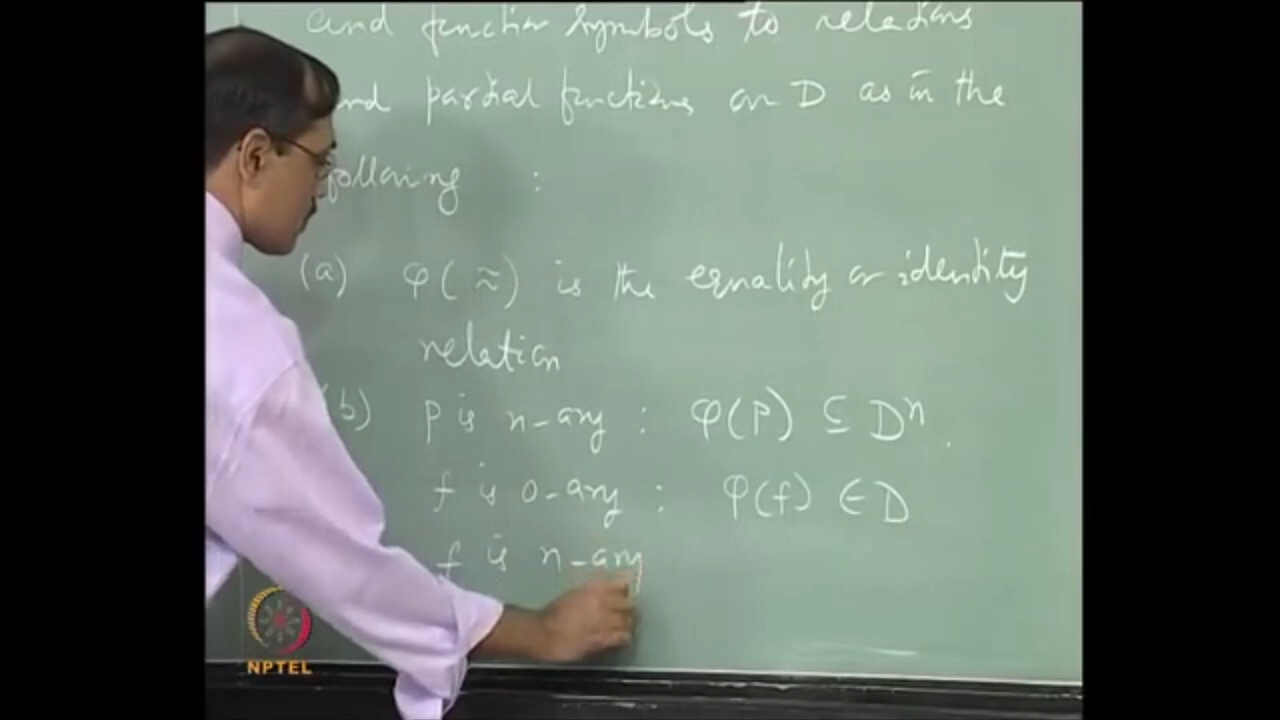 and function symbols to relations
and partial functions on D as in the
following :
(a) φ(≈) is the equality or identity
relation
(b) P is n-ary : φ(P) ⊆ Dⁿ.
f is 0-ary : φ(f) ∈ D
f is n-ary
NPTEL